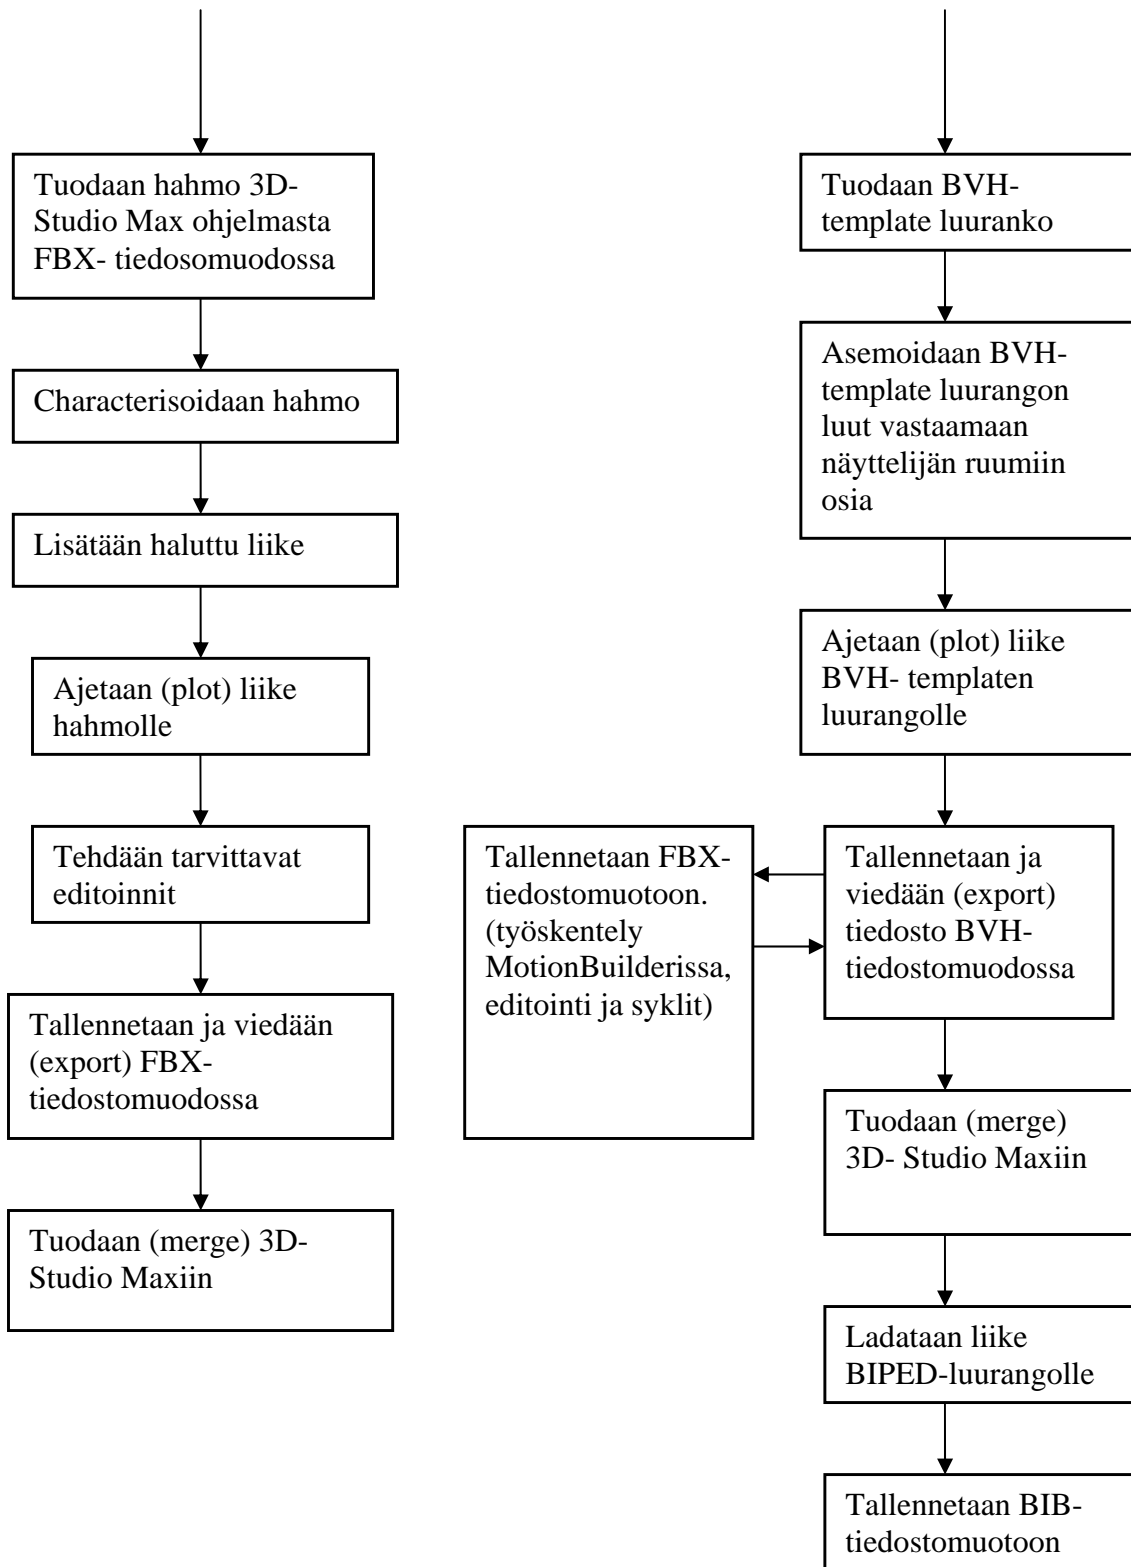 Tuodaan hahmo 3D-
Studio Max ohjelmasta
FBX- tiedosomuodossa
Characterisoidaan hahmo
Lisätään haluttu liike
Ajetaan (plot) liike
hahmolle
Tehdään tarvittavat
editoinnit
Tallennetaan ja viedään
(export) FBX-
tiedostomuodossa
Tuodaan (merge) 3D-
Studio Maxiin
Tuodaan BVH-
template luuranko
Asemoidaan BVH-
template luurangon
luut vastaamaan
näyttelijän ruumiin
osia
Ajetaan (plot) liike
BVH- templaten
luurangolle
Tallennetaan FBX-
tiedostomuotoon.
(työskentely
MotionBuilderissa,
editointi ja syklit)
Tallennetaan ja
viedään (export)
tiedosto BVH-
tiedostomuodossa
Tuodaan (merge)
3D- Studio Maxiin
Ladataan liike
BIPED-luurangolle
Tallennetaan BIB-
tiedostomuotoon